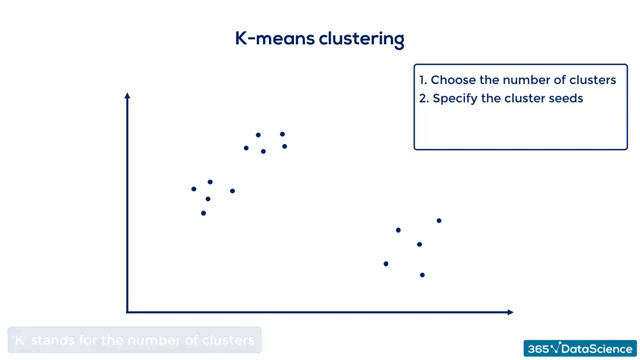 K-means clustering
1. Choose the number of clusters
2. Specify the cluster seeds
K stands for the number of clusters
365√DataScience